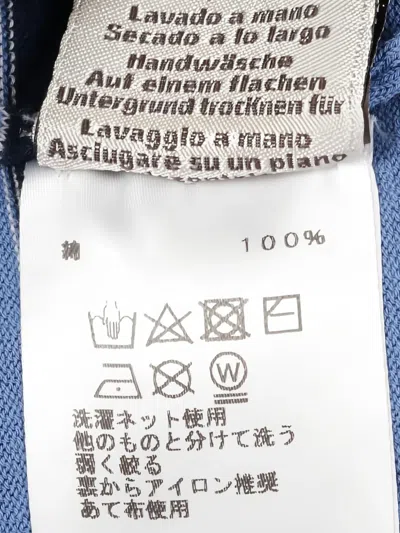 Lavado a mano
Secado a lo largo
Handwäsche
Auf einem flachen
Untergrund trocknen für
Lavaggio a mano
Asciugare su un piano
100%
W
洗濯ネット使用
他のものと分けて洗う
弱く絞る
裏からアイロン推奨
あて布使用